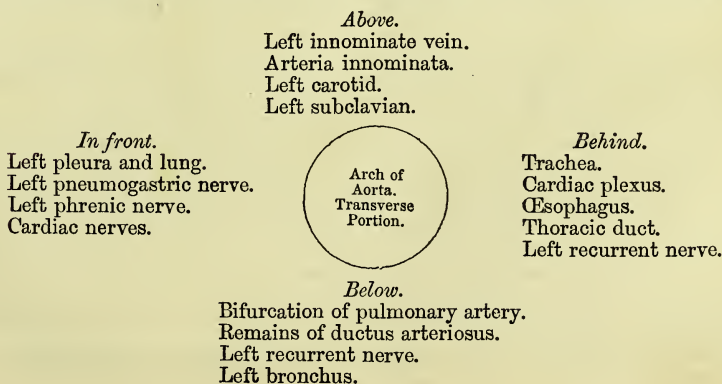 Above.
Left innominate vein.
Arteria innominata.
Left carotid.
Left subclavian.
In front.
Left pleura and lung.
Left pneumogastric nerve.
Left phrenic nerve.
Cardiac nerves.
Arch of
Aorta.
Transverse
Portion.
Behind.
Trachea.
Cardiac plexus.
Œsophagus.
Thoracic duct.
Left recurrent nerve.
Below.
Bifurcation of pulmonary artery.
Remains of ductus arteriosus.
Left recurrent nerve.
Left bronchus.